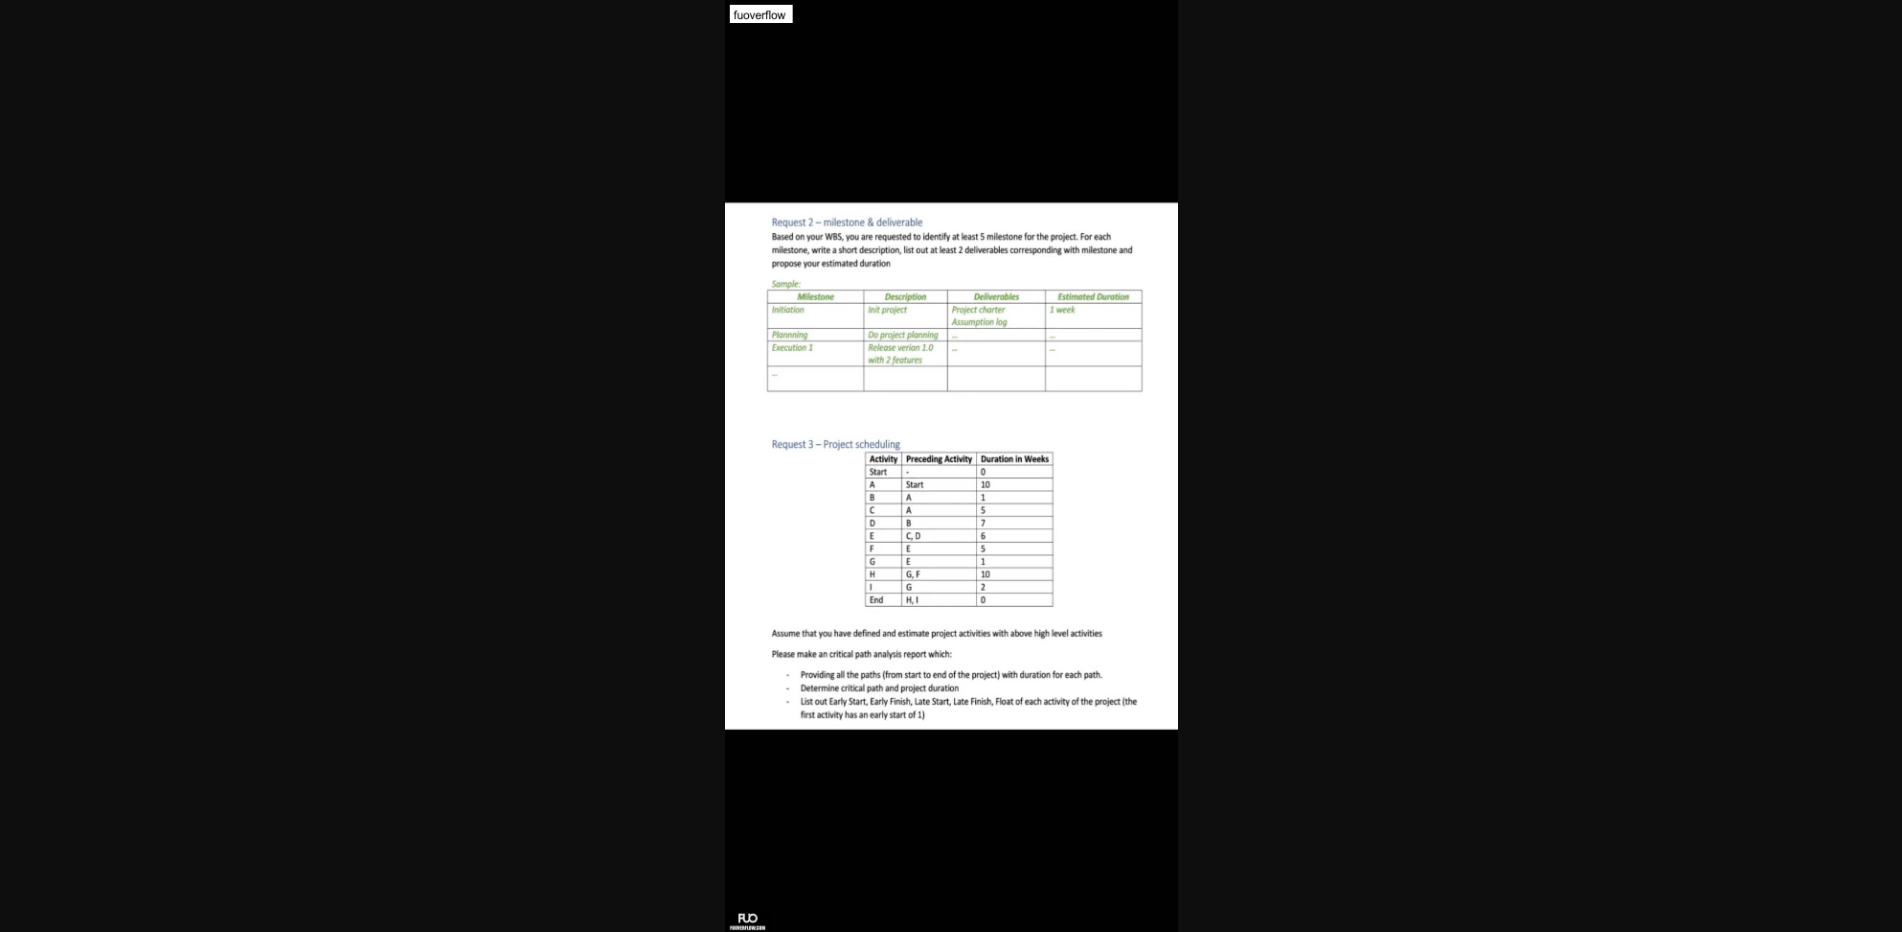 fuoverflow
Request 2 – milestone & deliverable
Based on your WBS, you are requested to identify at least 5 milestone for the project. For each
milestone, write a short description, list out at least 2 deliverables corresponding with milestone and
propose your estimated duration
Sample:
Milestone Description Deliverables Estimated Duration
Initiation Init project Project charter 1 week
Assumption log
Plannning Do project planning ... ...
Execution 1 Release verion 1.0 ... ...
with 2 features
...
Request 3 – Project scheduling
Activity Preceding Activity Duration in Weeks
Start - 0
A Start 10
B A 1
C A 5
D B 7
E C, D 6
F E 5
G E 1
H G, F 10
I G 2
End H, I 0
Assume that you have defined and estimate project activities with above high level activities
Please make an critical path analysis report which:
- Providing all the paths (from start to end of the project) with duration for each path.
- Determine critical path and project duration
- List out Early Start, Early Finish, Late Start, Late Finish, Float of each activity of the project (the
first activity has an early start of 1)
FUO
FUOVERFLOW.COM